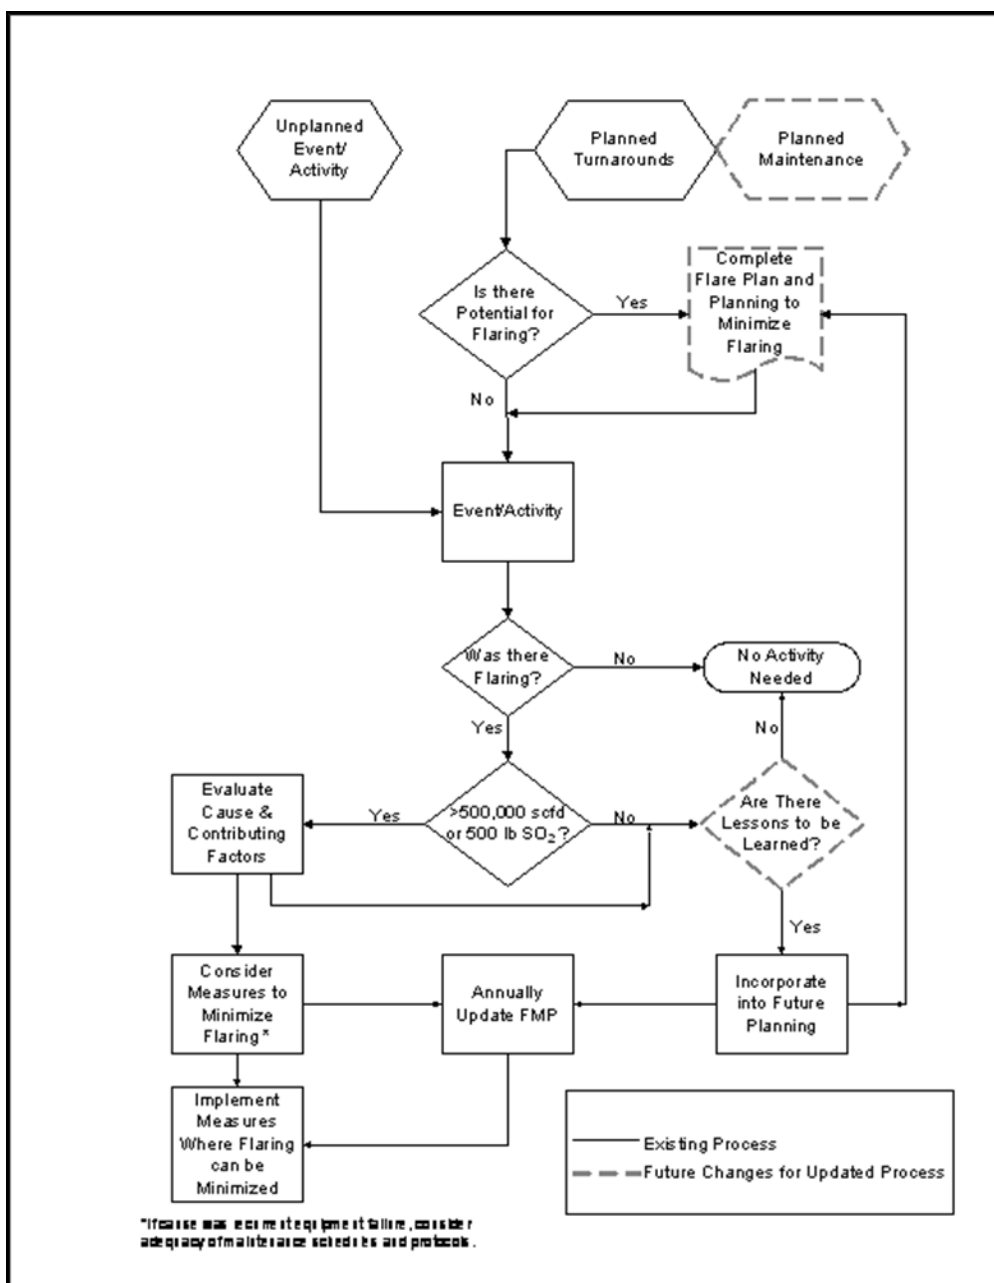 Unplanned
Event/
Activity
Planned
Turnarounds
Planned
Maintenance
Is there
Potential for
Flaring?
Yes
Complete
Flare Plan and
Planning to
Minimize
Flaring
No
Event/Activity
Was there
Flaring?
No
No Activity
Needed
Yes
No
Evaluate
Cause &
Contributing
Factors
Yes
>500,000 scfd
or 500 lb SO₂?
No
Are There
Lessons to be
Learned?
Yes
Consider
Measures to
Minimize
Flaring*
Annually
Update FMP
Incorporate
into Future
Planning
Implement
Measures
Where Flaring
can be
Minimized
Existing Process
Future Changes for Updated Process
*If cause was recurrent equipment failure, consider
adequacy of maintenance schedules and protocols.